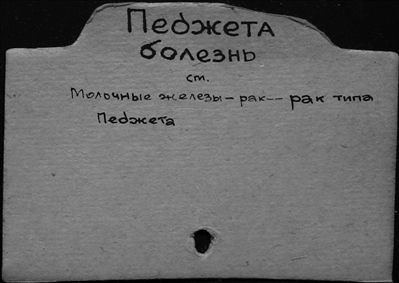 Педжета
болезнь
см.
Молочные железы - рак -- рак типа
Педжета